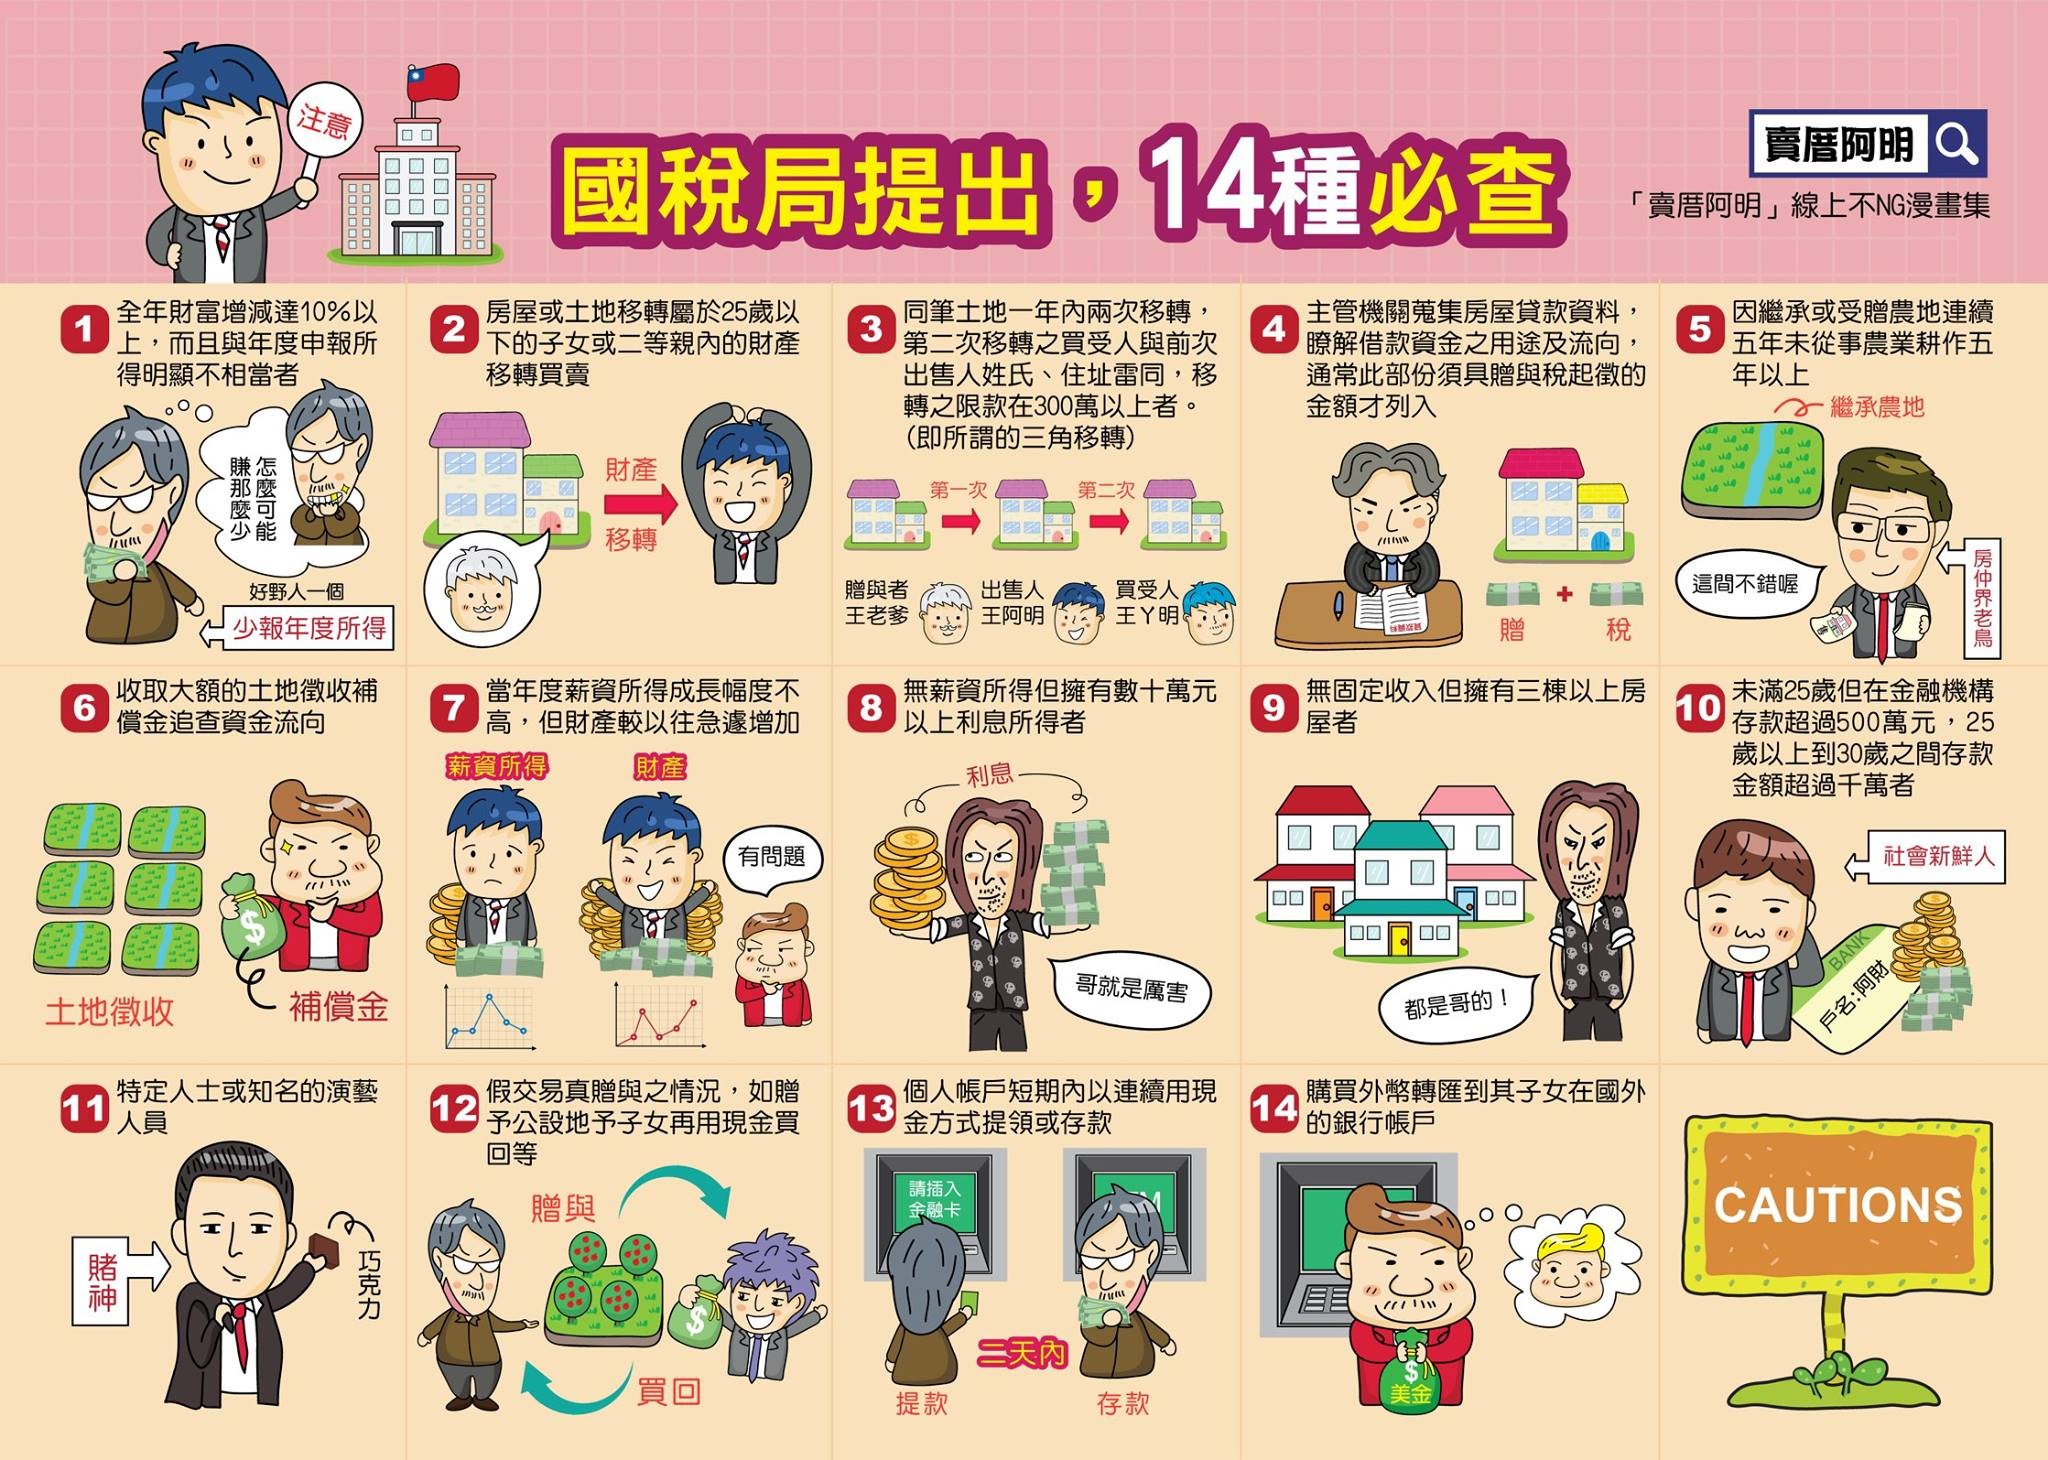 注意
國稅局提出，14種必查
賣厝阿明
「賣厝阿明」線上不NG漫畫集
1
全年財富增減達10%以
上，而且與年度申報所
得明顯不相當者
怎麼可能
賺那麼少
好野人一個
少報年度所得
2
房屋或土地移轉屬於25歲以
下的子女或二等親內的財產
移轉買賣
財產
移轉
3
同筆土地一年內兩次移轉，
第二次移轉之買受人與前次
出售人姓氏、住址雷同，移
轉之限款在300萬以上者。
(即所謂的三角移轉)
第一次
第二次
贈與者
王老爹
出售人
王阿明
買受人
王丫明
4
主管機關蒐集房屋貸款資料，
瞭解借款資金之用途及流向，
通常此部份須具贈與稅起徵的
金額才列入
貸款資料
贈
+
稅
5
因繼承或受贈農地連續
五年未從事農業耕作五
年以上
繼承農地
這間不錯喔
售
房仲界老鳥
6
收取大額的土地徵收補
償金追查資金流向
$
土地徵收
補償金
7
當年度薪資所得成長幅度不
高，但財產較以往急遽增加
薪資所得
財產
有問題
8
無薪資所得但擁有數十萬元
以上利息所得者
利息
哥就是厲害
9
無固定收入但擁有三棟以上房
屋者
都是哥的！
10
未滿25歲但在金融機構
存款超過500萬元，25
歲以上到30歲之間存款
金額超過千萬者
社會新鮮人
BANK
戶名:阿財
11
特定人士或知名的演藝
人員
賭神
巧克力
12
假交易真贈與之情況，如贈
予公設地予子女再用現金買
回等
贈與
$
買回
13
個人帳戶短期內以連續用現
金方式提領或存款
請插入
金融卡
二天內
提款
存款
14
購買外幣轉匯到其子女在國外
的銀行帳戶
$
美金
CAUTIONS